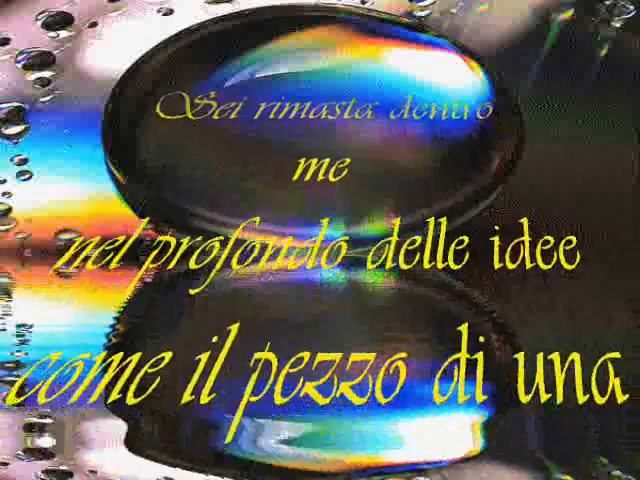 Sei rimasta dentro
me
nel profondo delle idee
come il pezzo di una